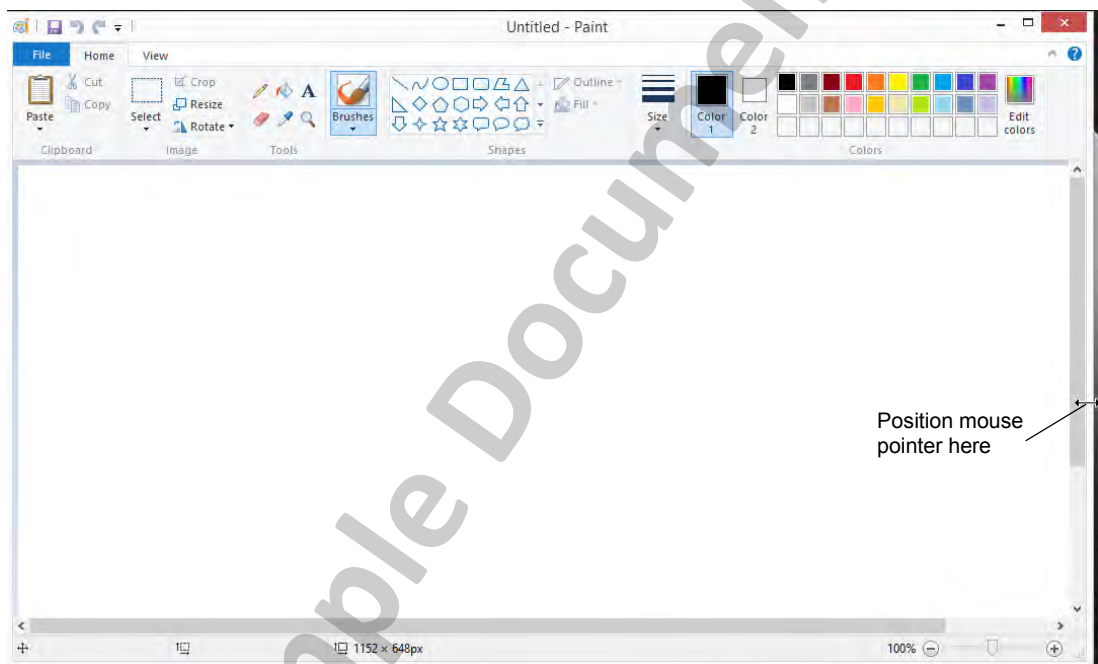 Untitled - Paint
File Home View
Paste
Cut
Copy
Clipboard
Select
Crop
Resize
Rotate
Image
A
Tools
Brushes
Outline
Fill
Shapes
Size
Color 1
Color 2
Edit colors
Colors
Position mouse
pointer here
1152 × 648px
100%
Sample Document